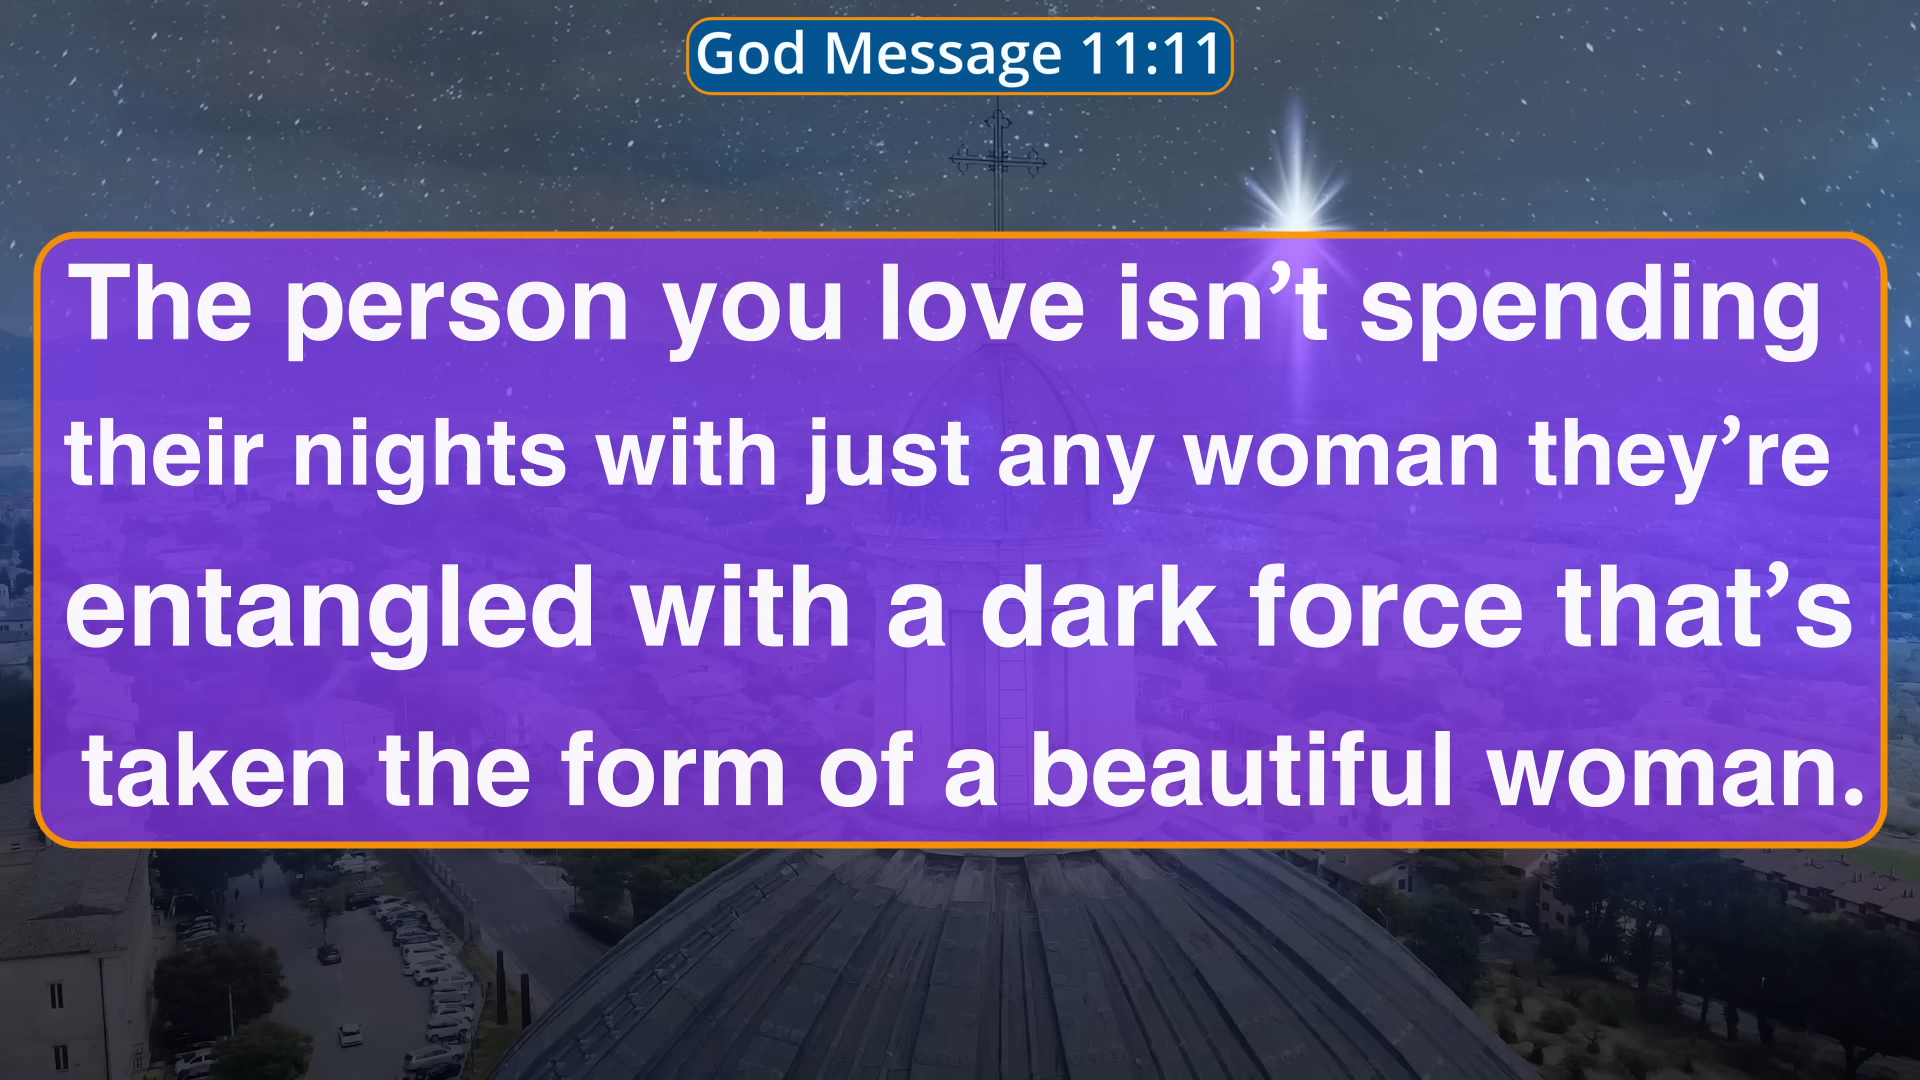 God Message 11:11
The person you love isn’t spending
their nights with just any woman they’re
entangled with a dark force that’s
taken the form of a beautiful woman.